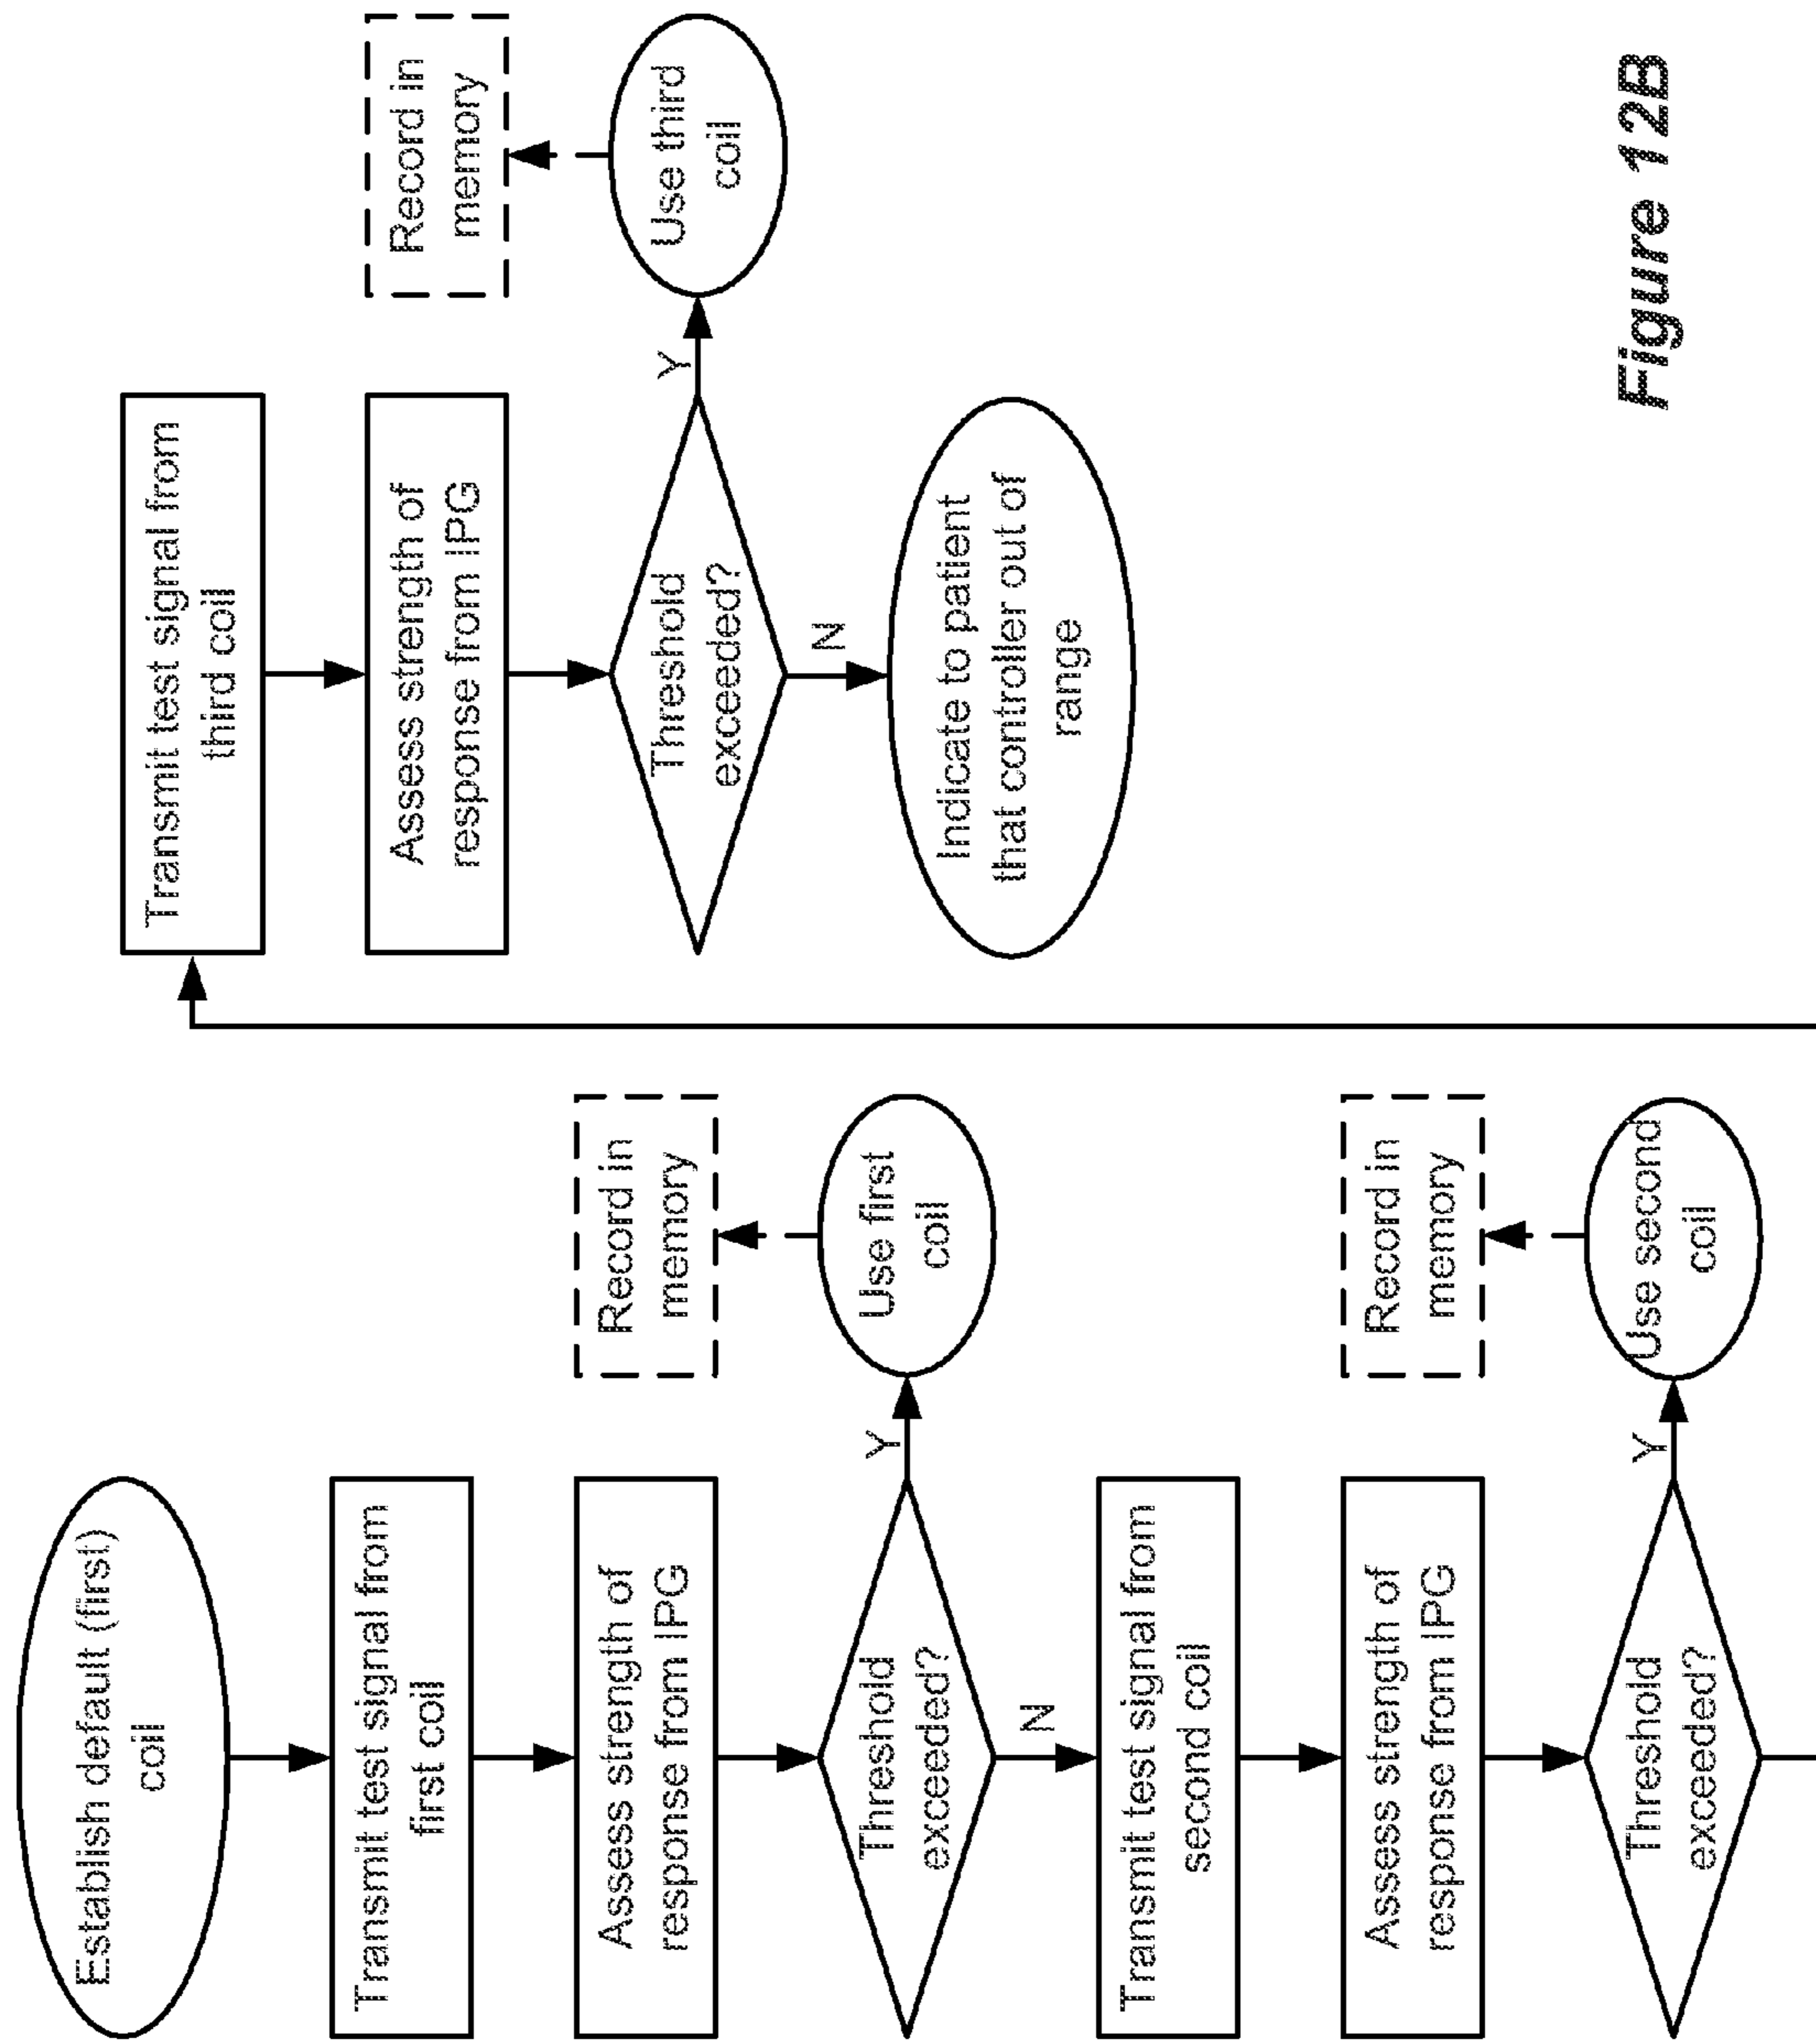 Establish default (first)
coil
Transmit test signal from
first coil
Assess strength of
response from IPG
Threshold
exceeded?
Y
Use first
coil
Record in
memory
N
Transmit test signal from
second coil
Assess strength of
response from IPG
Threshold
exceeded?
Y
Use second
coil
Record in
memory
Transmit test signal from
third coil
Assess strength of
response from IPG
Threshold
exceeded?
Y
Use third
coil
Record in
memory
N
Indicate to patient
that controller out of
range
Figure 12B